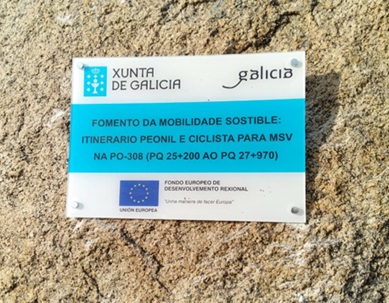 XUNTA
DE GALICIA
galicia
FOMENTO DA MOBILIDADE SOSTIBLE:
ITINERARIO PEONIL E CICLISTA PARA MSV
NA PO-308 (PQ 25+200 AO PQ 27+970)
FONDO EUROPEO DE
DESENVOLVEMENTO REXIONAL
"Unha maneira de facer Europa"
UNIÓN EUROPEA